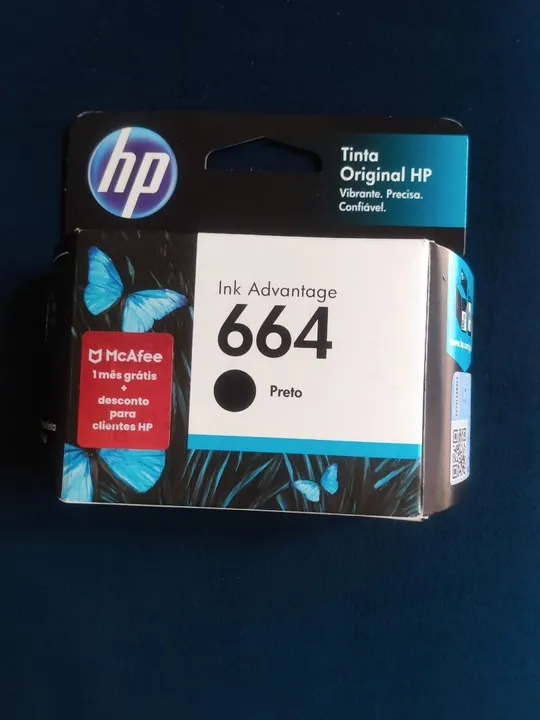 hp
Tinta
Original HP
Vibrante. Precisa.
Confiável.
Ink Advantage
664
Preto
McAfee
1 mês grátis
+
desconto
para
clientes HP